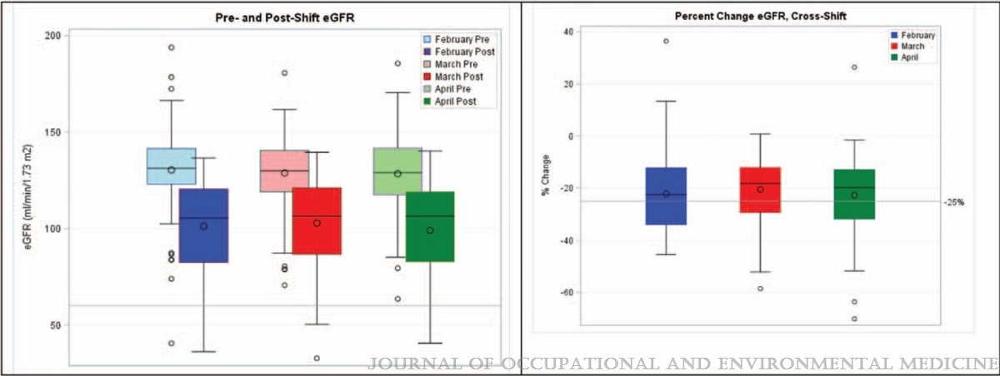 Pre- and Post-Shift eGFR
200
150
100
50
eGFR (ml/min/1.73 m2)
February Pre
February Post
March Pre
March Post
April Pre
April Post
Percent Change eGFR, Cross-Shift
40
20
0
-20
-40
-60
% Change
February
March
April
-25%
JOURNAL OF OCCUPATIONAL AND ENVIRONMENTAL MEDICINE